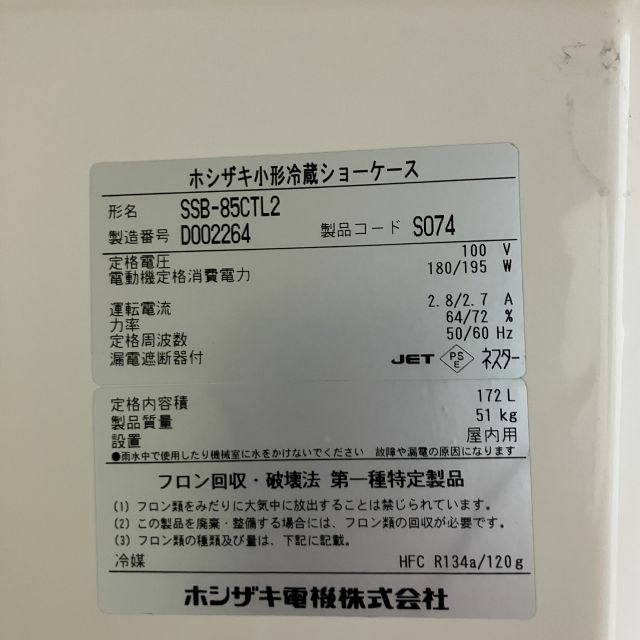 ホシザキ小形冷蔵ショーケース
形名 SSB-85CTL2
製造番号 D002264 製品コード S074
定格電圧 100 V
電動機定格消費電力 180/195 W
運転電流 2.8/2.7 A
力率 64/72 %
定格周波数 50/60 Hz
漏電遮断器付 JET PSE ネスター
定格内容積 172 L
製品質量 51 kg
設置 屋内用
●雨水中で使用したり機械室に水をかけないでください 故障や漏電の原因になります
フロン回収・破壊法 第一種特定製品
(1) フロン類をみだりに大気中に放出することは禁じられています。
(2) この製品を廃棄・整備する場合には、フロン類の回収が必要です。
(3) フロン類の種類及び量は、下記に記載。
冷媒 HFC R134a/120g
ホシザキ電機株式会社